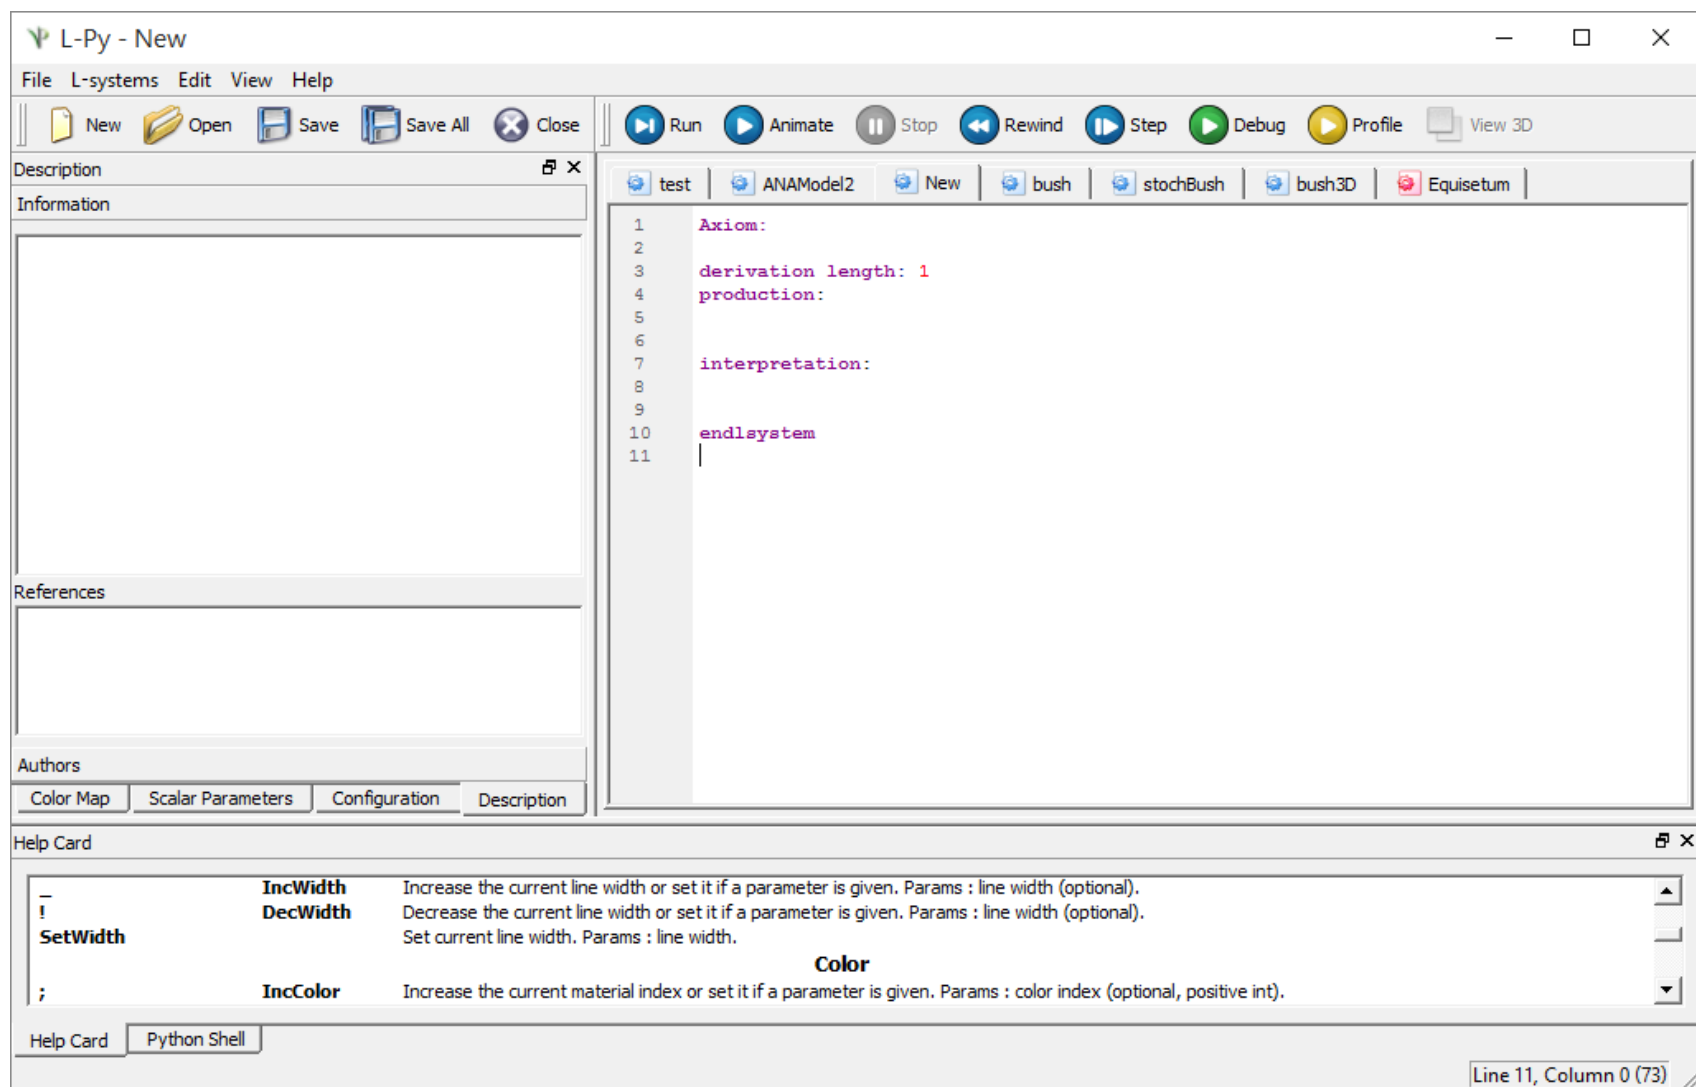 L-Py - New
File L-systems Edit View Help
New Open Save Save All Close Run Animate Stop Rewind Step Debug Profile View 3D
Description
Information
References
Authors
Color Map Scalar Parameters Configuration Description
test ANAModel2 New bush stochBush bush3D Equisetum
1 Axiom:
2
3 derivation length: 1
4 production:
5
6
7 interpretation:
8
9
10 endlsystem
11
Help Card
_ IncWidth Increase the current line width or set it if a parameter is given. Params : line width (optional).
! DecWidth Decrease the current line width or set it if a parameter is given. Params : line width (optional).
SetWidth Set current line width. Params : line width.
Color
; IncColor Increase the current material index or set it if a parameter is given. Params : color index (optional, positive int).
Help Card Python Shell
Line 11, Column 0 (73)